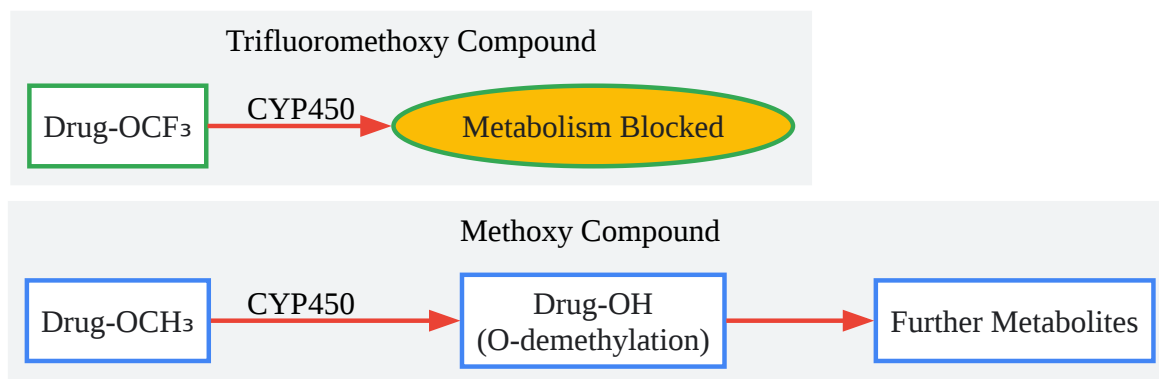 Trifluoromethoxy Compound
Drug-OCF₃
CYP450
Metabolism Blocked
Methoxy Compound
Drug-OCH₃
CYP450
Drug-OH
(O-demethylation)
Further Metabolites